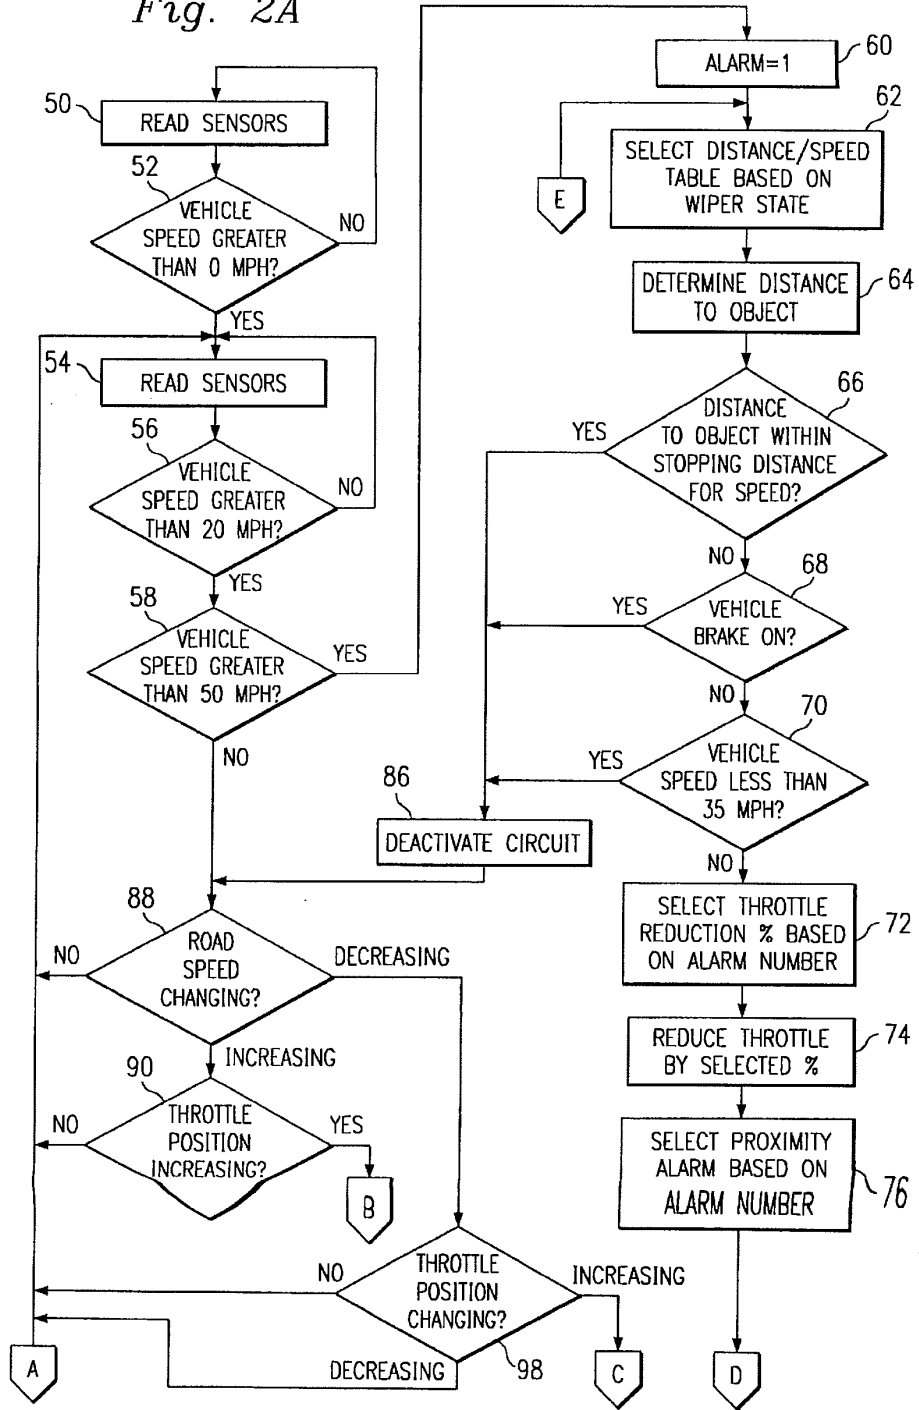 Fig. 2A
50
READ SENSORS
52
VEHICLE
SPEED GREATER
THAN 0 MPH?
NO
YES
54
READ SENSORS
56
VEHICLE
SPEED GREATER
THAN 20 MPH?
NO
YES
58
VEHICLE
SPEED GREATER
THAN 50 MPH?
YES
NO
86
DEACTIVATE CIRCUIT
88
ROAD
SPEED
CHANGING?
NO
DECREASING
INCREASING
90
THROTTLE
POSITION
INCREASING?
NO
YES
B
THROTTLE
POSITION
CHANGING?
NO
INCREASING
DECREASING
98
A
C
60
ALARM=1
62
SELECT DISTANCE/SPEED
TABLE BASED ON
WIPER STATE
E
64
DETERMINE DISTANCE
TO OBJECT
66
DISTANCE
TO OBJECT WITHIN
STOPPING DISTANCE
FOR SPEED?
YES
NO
68
VEHICLE
BRAKE ON?
YES
NO
70
VEHICLE
SPEED LESS THAN
35 MPH?
YES
NO
72
SELECT THROTTLE
REDUCTION % BASED
ON ALARM NUMBER
74
REDUCE THROTTLE
BY SELECTED %
76
SELECT PROXIMITY
ALARM BASED ON
ALARM NUMBER
D